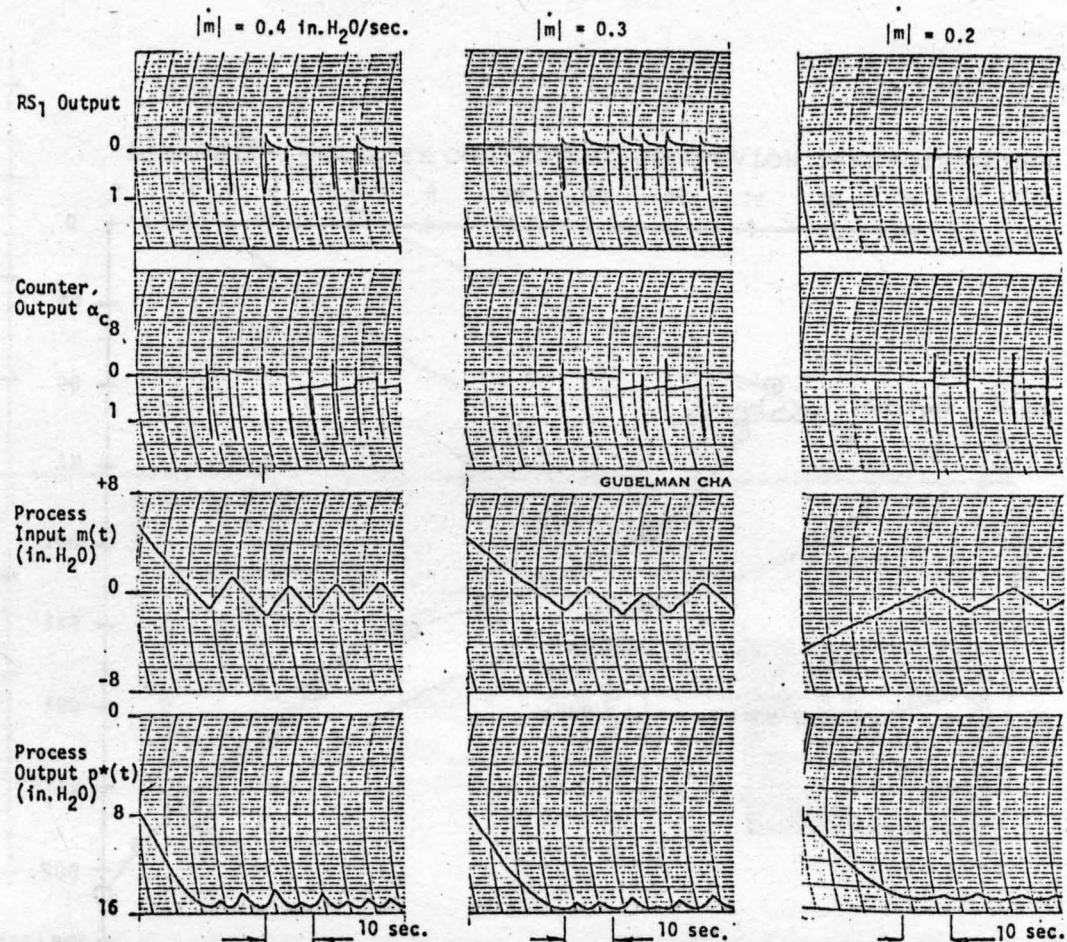 |ṁ| = 0.4 in.H₂O/sec.
|ṁ| = 0.3
|ṁ| = 0.2
RS₁ Output
0
1
Counter.
Output α_c
8
0
1
GUBELMAN CHA
+8
Process
Input m(t)
(in.H₂O)
0
-8
0
Process
Output p*(t)
(in.H₂O)
8
16
10 sec.
10 sec.
10 sec.